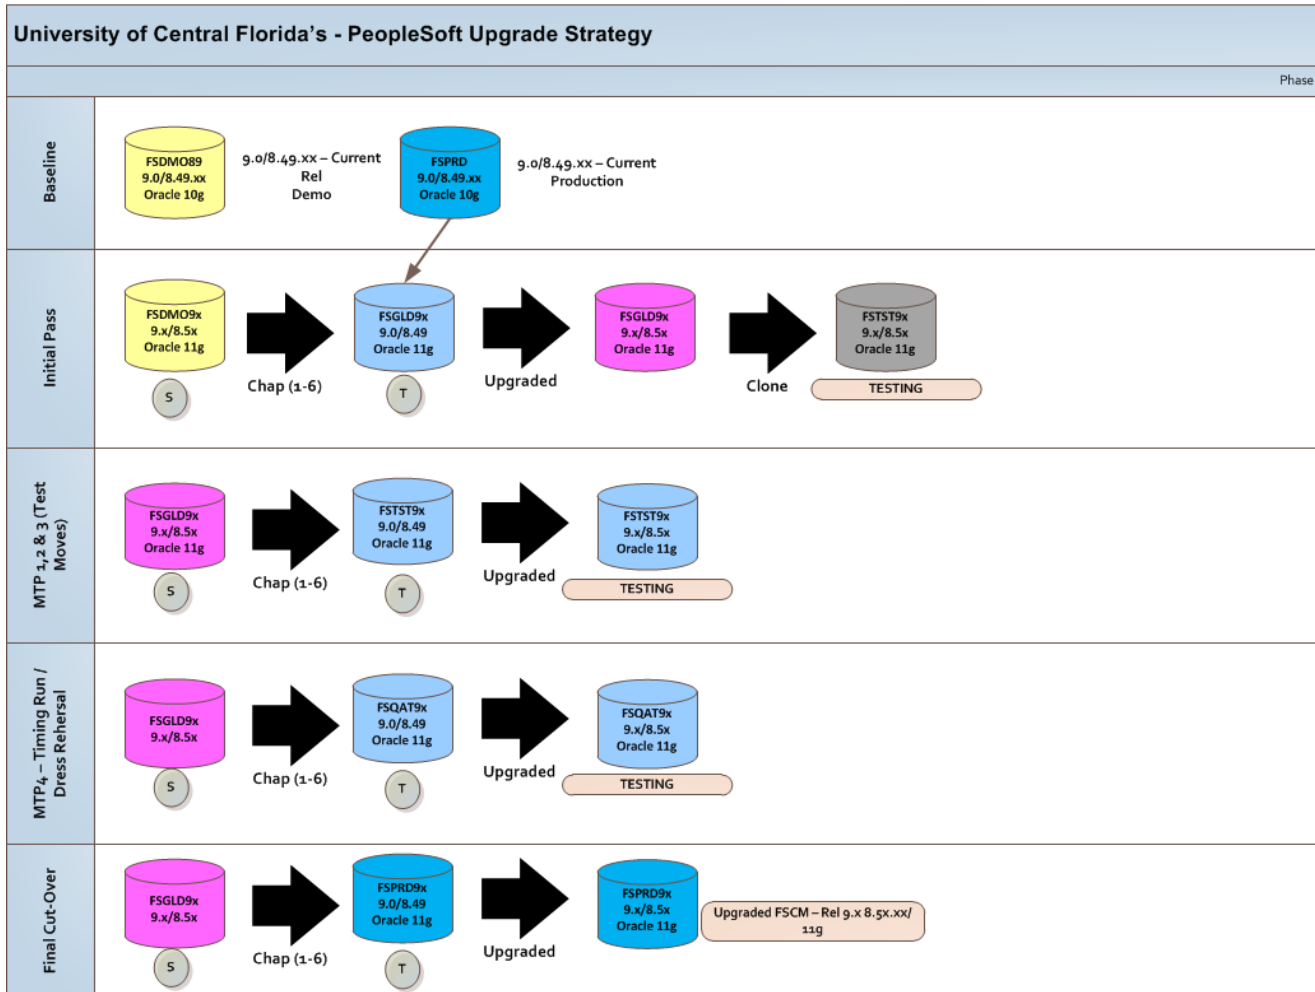 University of Central Florida's - PeopleSoft Upgrade Strategy
Phase
Baseline
FSDMO89
9.0/8.49.xx
Oracle 10g
9.0/8.49.xx – Current
Rel
Demo
FSPRD
9.0/8.49.xx
Oracle 10g
9.0/8.49.xx – Current
Production
Initial Pass
FSDMO9x
9.x/8.5x
Oracle 11g
S
Chap (1-6)
FSGLD9x
9.0/8.49
Oracle 11g
T
Upgraded
FSGLD9x
9.x/8.5x
Oracle 11g
Clone
FSTST9x
9.x/8.5x
Oracle 11g
TESTING
MTP 1,2 & 3 (Test
Moves)
FSGLD9x
9.x/8.5x
Oracle 11g
S
Chap (1-6)
FSTST9x
9.0/8.49
Oracle 11g
T
Upgraded
FSTST9x
9.x/8.5x
Oracle 11g
TESTING
MTP4 – Timing Run /
Dress Rehersal
FSGLD9x
9.x/8.5x
S
Chap (1-6)
FSQAT9x
9.0/8.49
Oracle 11g
T
Upgraded
FSQAT9x
9.x/8.5x
Oracle 11g
TESTING
Final Cut-Over
FSGLD9x
9.x/8.5x
S
Chap (1-6)
FSPRD9x
9.0/8.49
Oracle 11g
T
Upgraded
FSPRD9x
9.x/8.5x
Oracle 11g
Upgraded FSCM – Rel 9.x 8.5x.xx/
11g